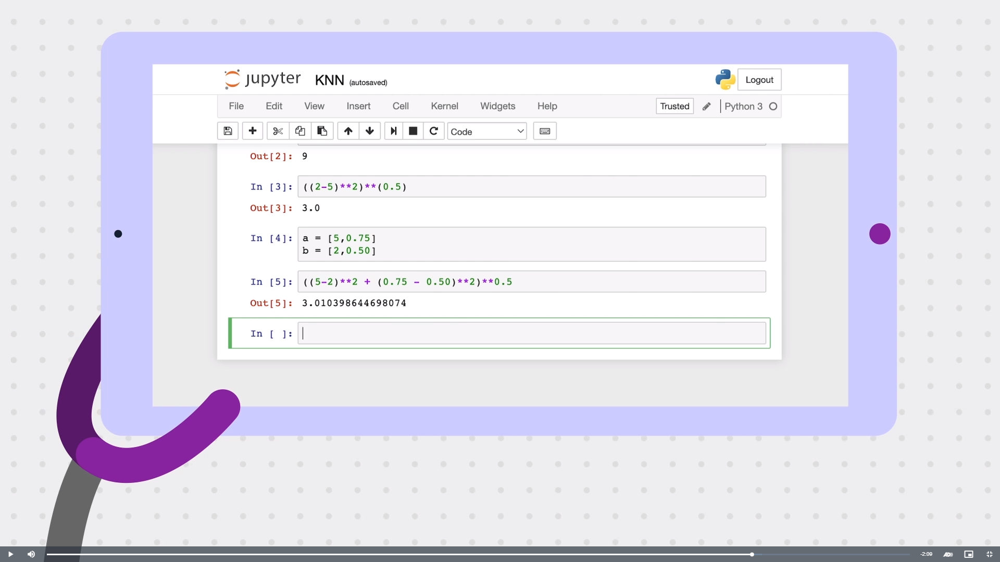 jupyter KNN (autosaved) Logout
File Edit View Insert Cell Kernel Widgets Help Trusted Python 3
Code
Out[2]: 9
In [3]: ((2-5)**2)**(0.5)
Out[3]: 3.0
In [4]: a = [5,0.75]
b = [2,0.50]
In [5]: ((5-2)**2 + (0.75 - 0.50)**2)**0.5
Out[5]: 3.010398644698074
In [ ]:
-2:09 AD